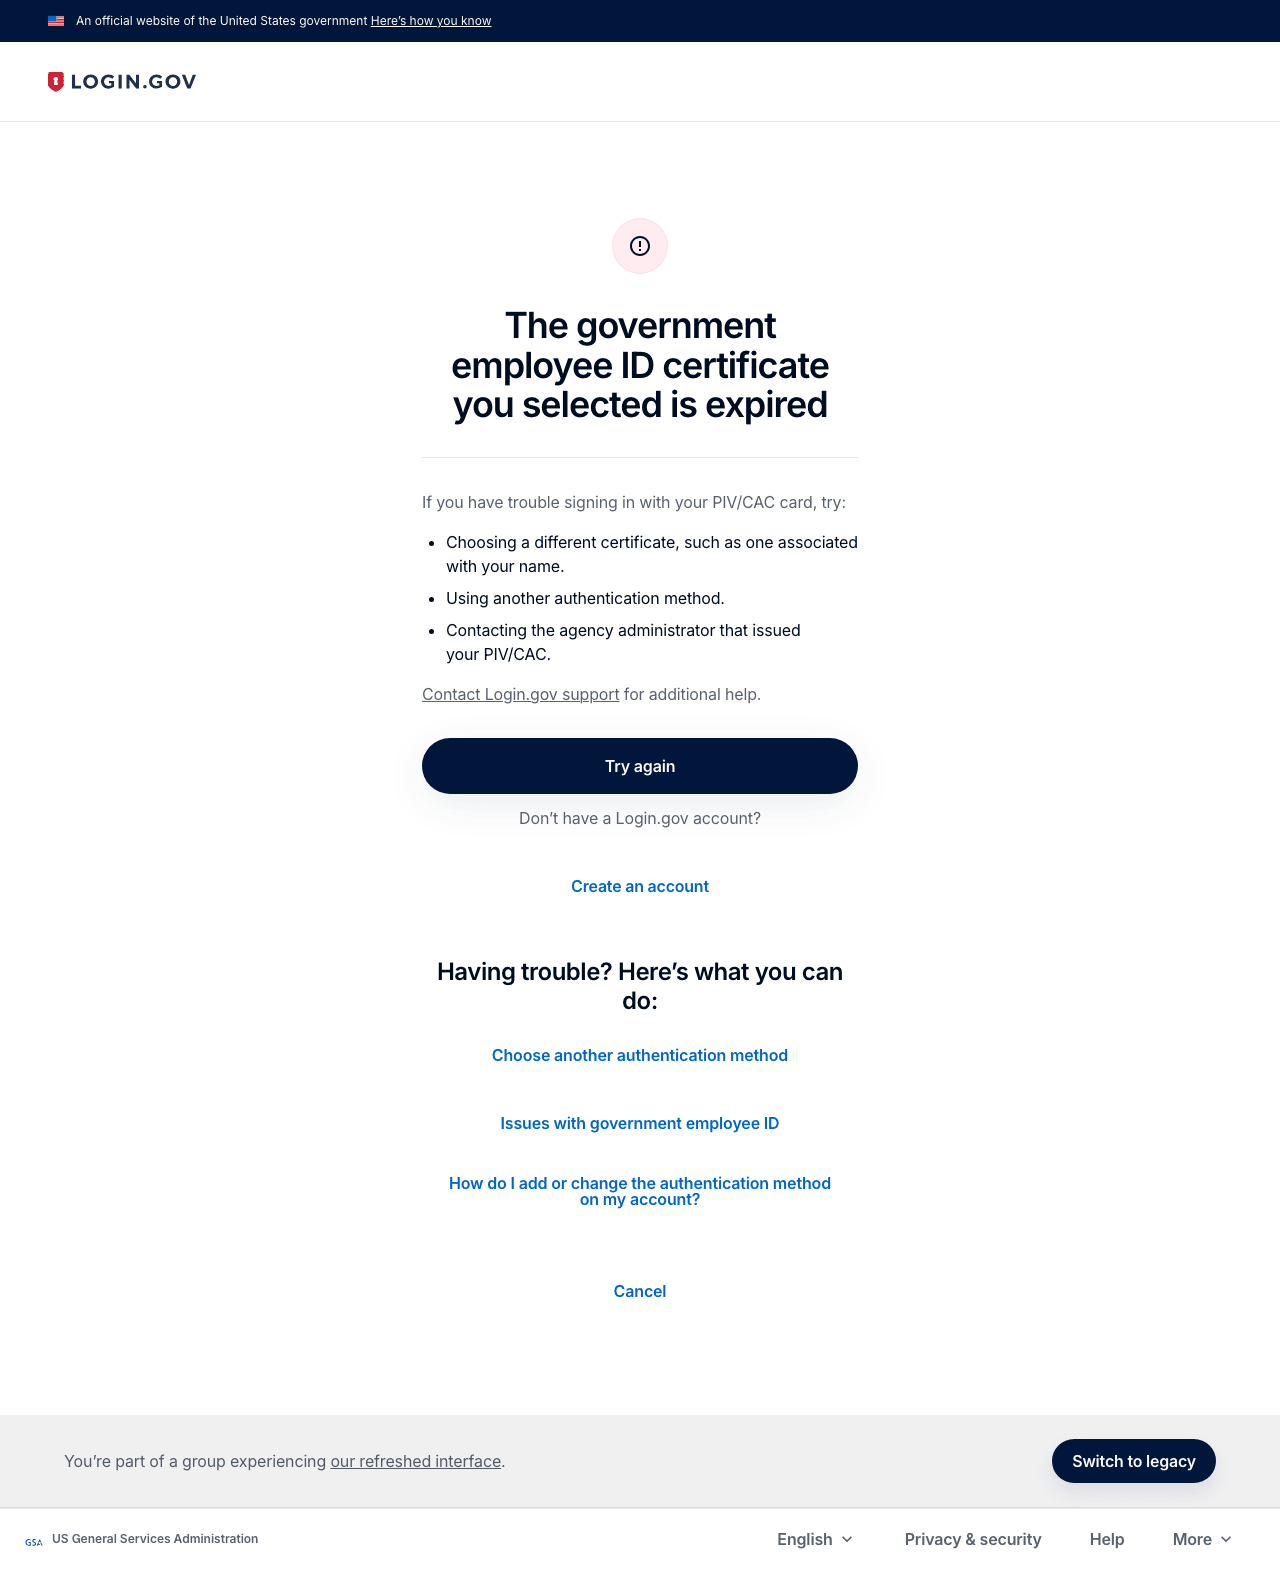 An official website of the United States government Here’s how you know
LOGIN.GOV
The government
employee ID certificate
you selected is expired
If you have trouble signing in with your PIV/CAC card, try:
• Choosing a different certificate, such as one associated
with your name.
• Using another authentication method.
• Contacting the agency administrator that issued
your PIV/CAC.
Contact Login.gov support for additional help.
Try again
Don’t have a Login.gov account?
Create an account
Having trouble? Here’s what you can
do:
Choose another authentication method
Issues with government employee ID
How do I add or change the authentication method
on my account?
Cancel
You’re part of a group experiencing our refreshed interface.
Switch to legacy
GSA US General Services Administration
English
Privacy & security
Help
More